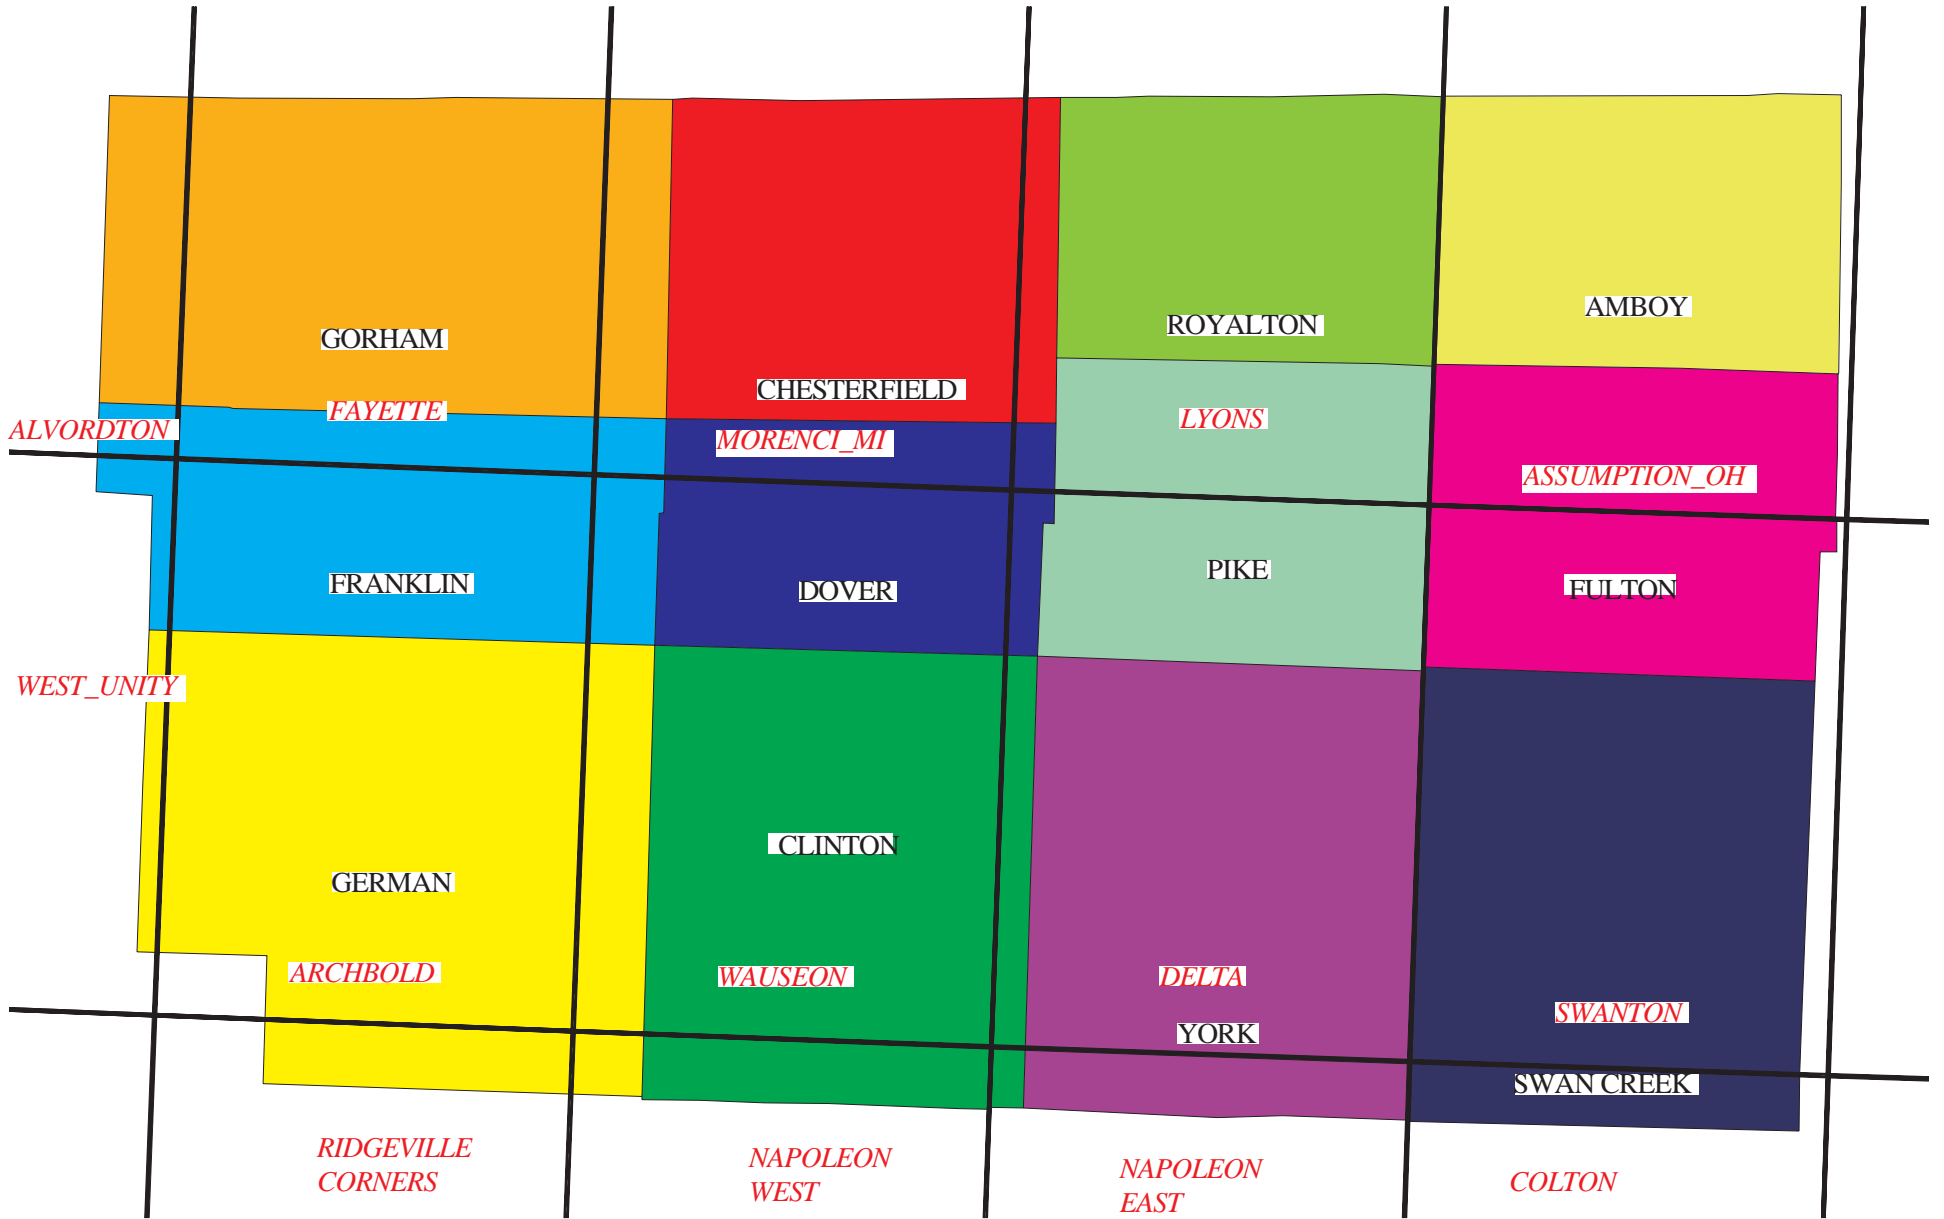 AMBOY
ROYALTON
GORHAM
CHESTERFIELD
FAYETTE
LYONS
ALVORDTON
MORENCI_MI
ASSUMPTION_OH
PIKE
FRANKLIN
DOVER
FULTON
WEST_UNITY
CLINTON
GERMAN
ARCHBOLD
WAUSEON
DELTA
SWANTON
YORK
SWAN CREEK
RIDGEVILLE
CORNERS
NAPOLEON
WEST
NAPOLEON
EAST
COLTON